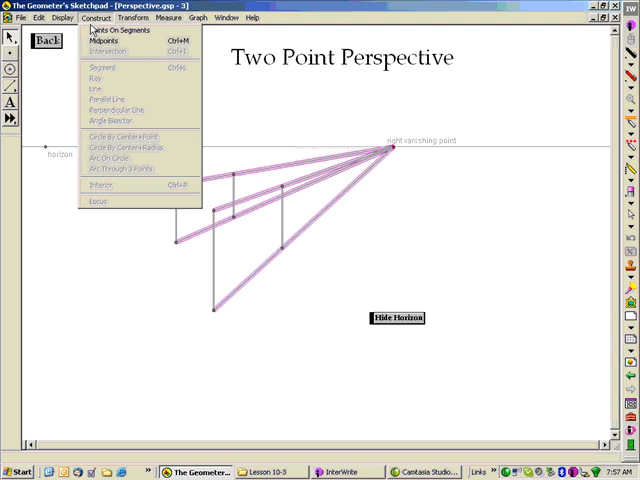 The Geometer's Sketchpad - [Perspective.gsp - 3]
File Edit Display Construct Transform Measure Graph Window Help
Back
Points On Segments
Midpoints Ctrl+M
Intersection Ctrl+I
Segment Ctrl+L
Ray
Line
Parallel Line
Perpendicular Line
Angle Bisector
Circle By Center+Point
Circle By Center+Radius
Arc On Circle
Arc Through 3 Points
Interior Ctrl+P
Locus
Two Point Perspective
right vanishing point
horizon
Hide Horizon
Start
The Geometer's Sk...
Lesson 10-3
InterWrite
Camtasia Studio...
Links
7:57 AM